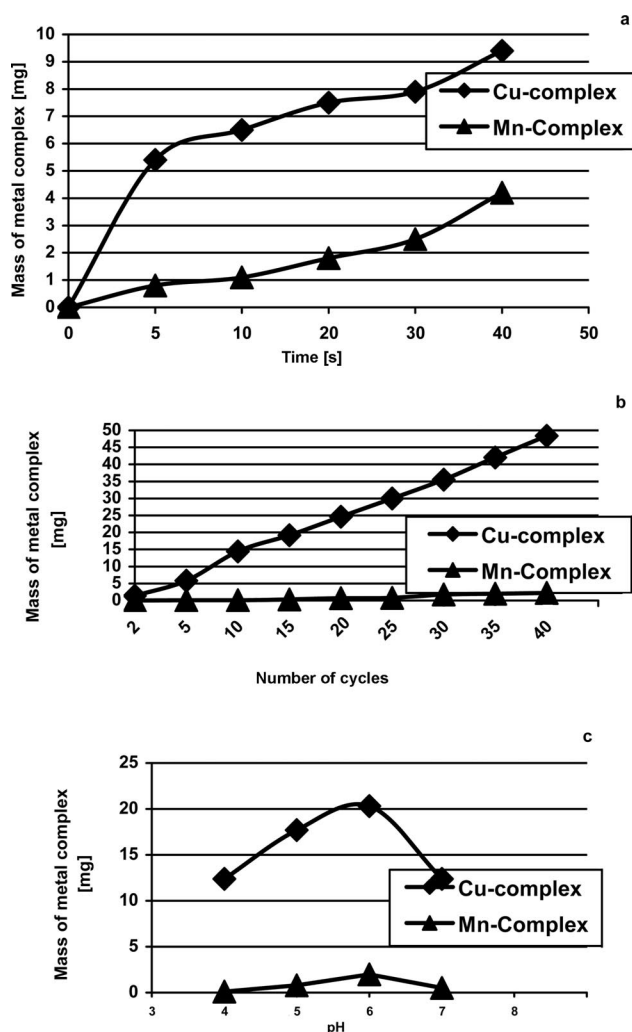 a
Mass of metal complex [mg]
10
9
8
7
6
5
4
3
2
1
0
Cu-complex
Mn-Complex
0 5 10 20 30 40 50
Time [s]
b
Mass of metal complex
[mg]
50
45
40
35
30
25
20
15
10
5
0
Cu-complex
Mn-Complex
2 5 10 15 20 25 30 35 40
Number of cycles
c
Mass of metal complex
[mg]
25
20
15
10
5
0
Cu-complex
Mn-Complex
3 4 5 6 7 8
pH